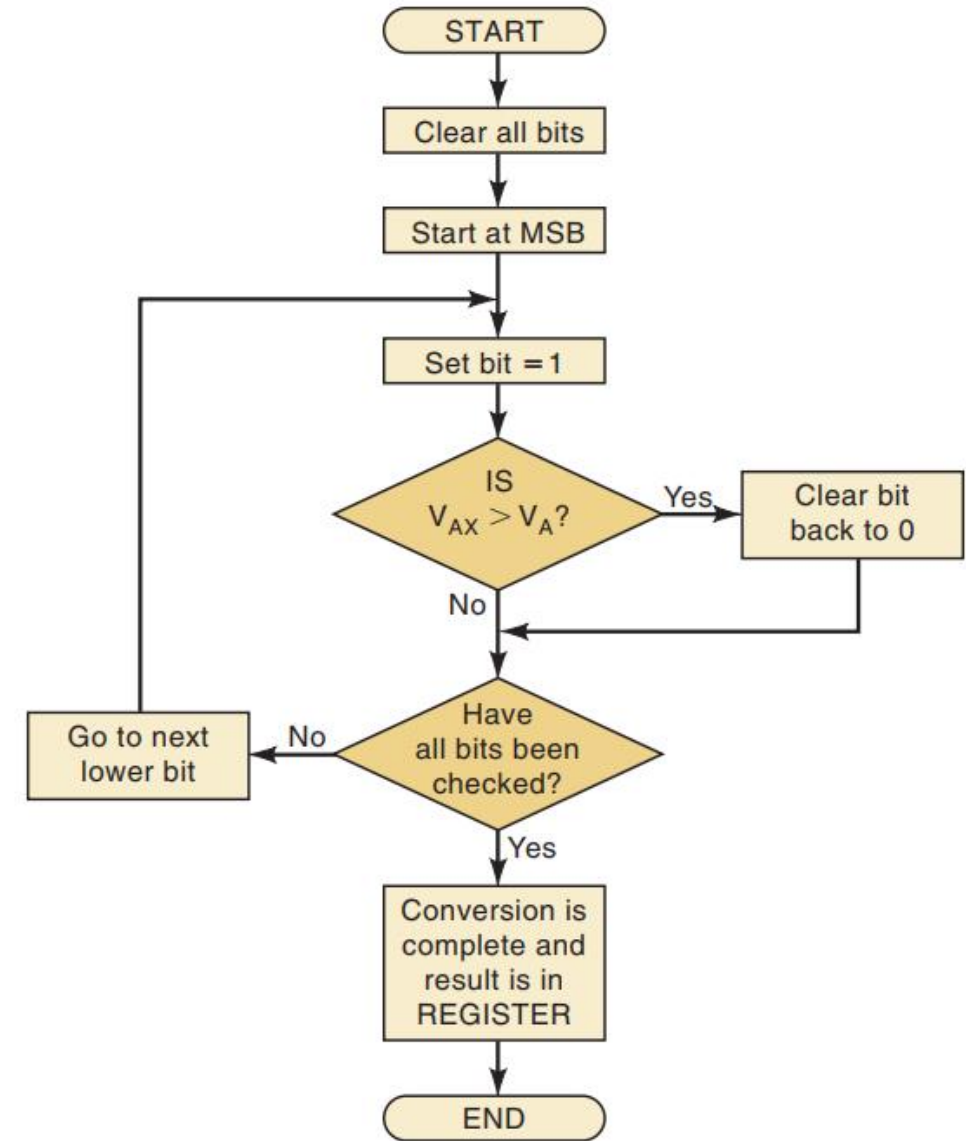 START
Clear all bits
Start at MSB
Set bit = 1
IS
V_AX > V_A?
Yes
Clear bit
back to 0
No
Have
all bits been
checked?
No
Go to next
lower bit
Yes
Conversion is
complete and
result is in
REGISTER
END